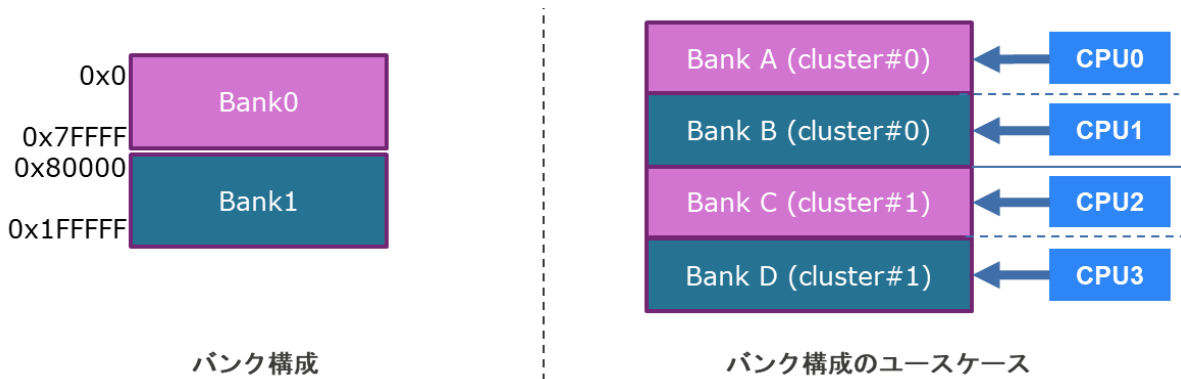 0x0
Bank0
0x7FFFF
0x80000
Bank1
0x1FFFFF
バンク構成
Bank A (cluster#0)
CPU0
Bank B (cluster#0)
CPU1
Bank C (cluster#1)
CPU2
Bank D (cluster#1)
CPU3
バンク構成のユースケース